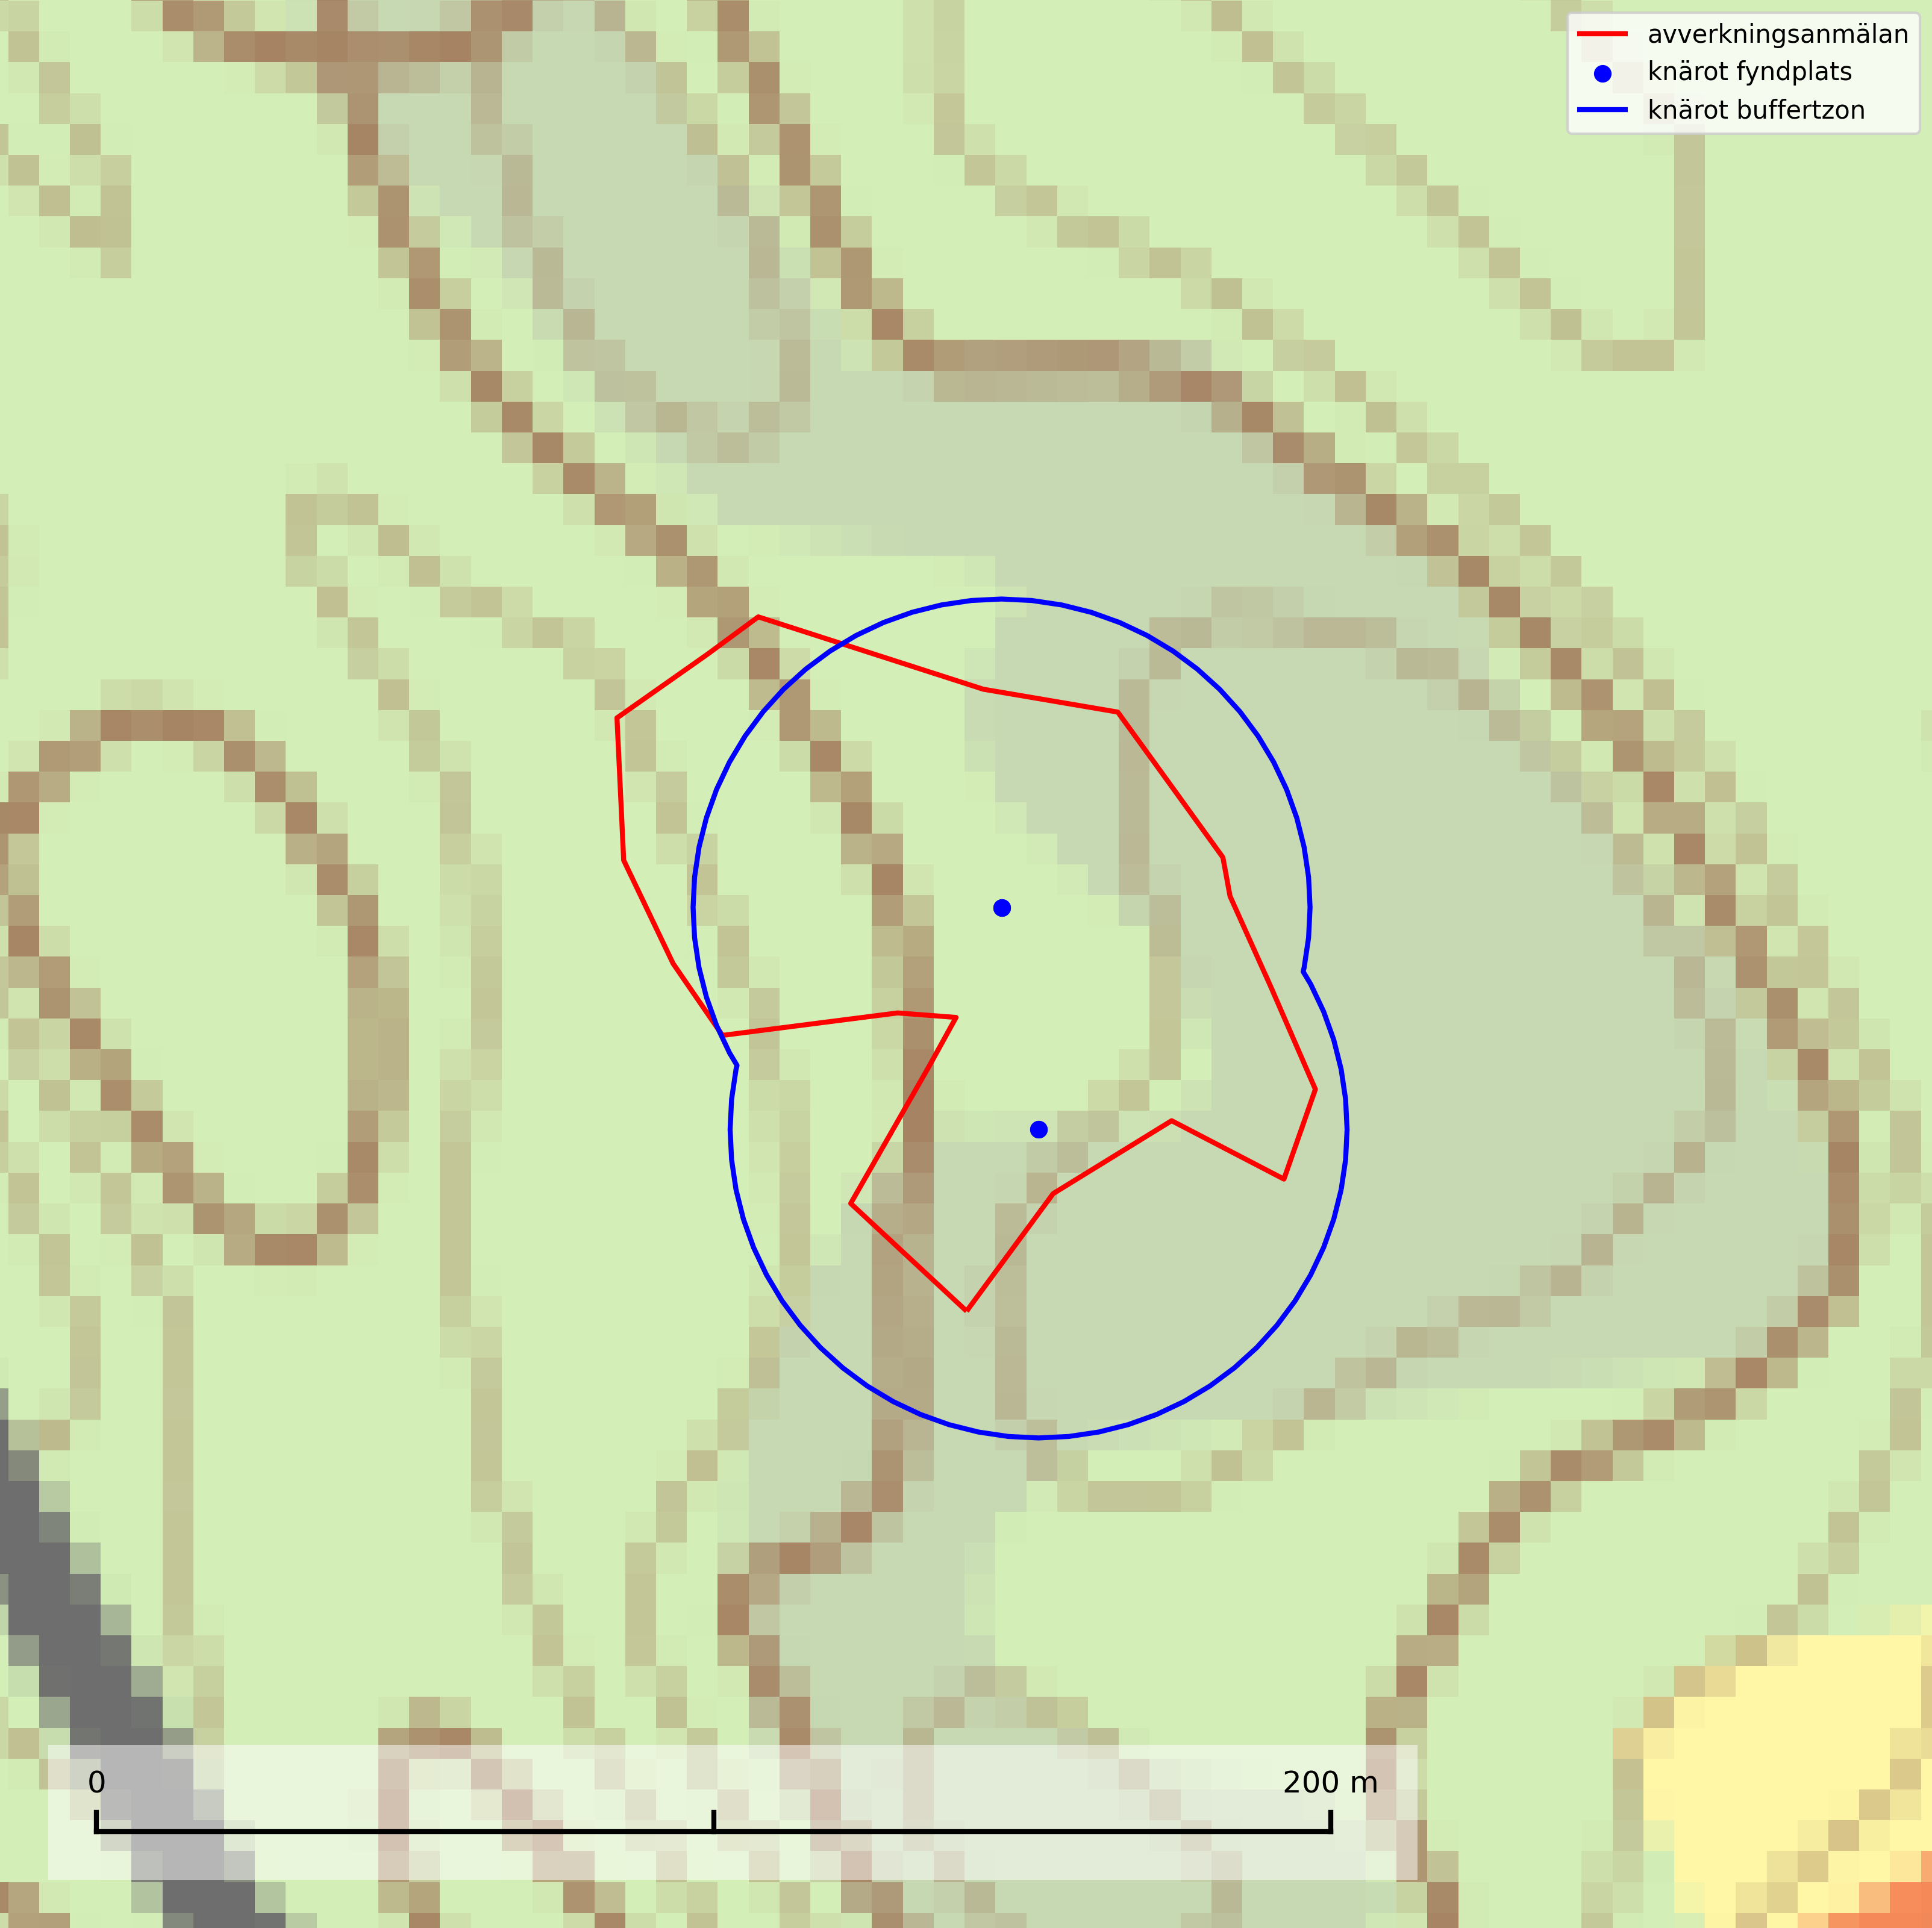 avverkningsanmälan
knärot fyndplats
knärot buffertzon
0 200 m